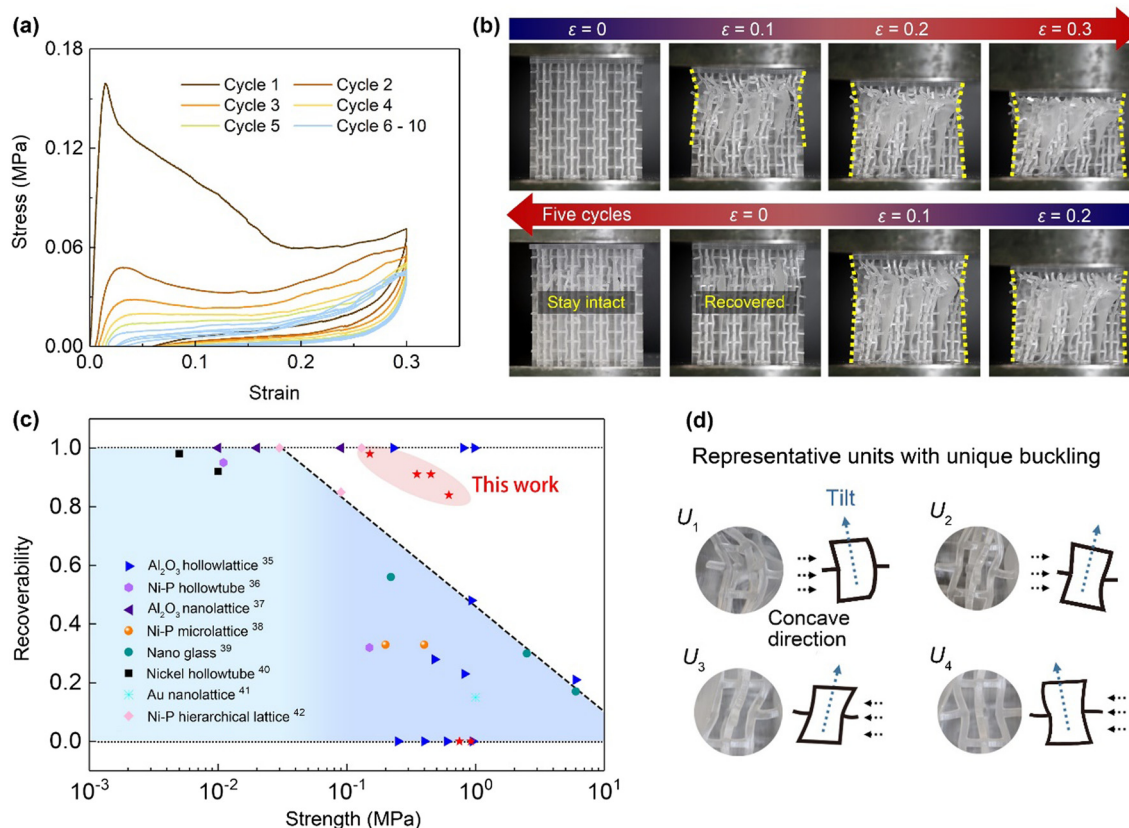 (a)
0.18
0.12
0.06
0.00
Stress (MPa)
Cycle 1 Cycle 2
Cycle 3 Cycle 4
Cycle 5 Cycle 6 - 10
0.0 0.1 0.2 0.3
Strain
(b)
ε = 0 ε = 0.1 ε = 0.2 ε = 0.3
Five cycles ε = 0 ε = 0.1 ε = 0.2
Stay intact Recovered
(c)
1.0
0.8
0.6
0.4
0.2
0.0
Recoverability
This work
Al₂O₃ hollowlattice ³⁵
Ni-P hollowtube ³⁶
Al₂O₃ nanolattice ³⁷
Ni-P microlattice ³⁸
Nano glass ³⁹
Nickel hollowtube ⁴⁰
Au nanolattice ⁴¹
Ni-P hierarchical lattice ⁴²
10⁻³ 10⁻² 10⁻¹ 10⁰ 10¹
Strength (MPa)
(d)
Representative units with unique buckling
U₁ Tilt U₂
Concave
direction
U₃ U₄